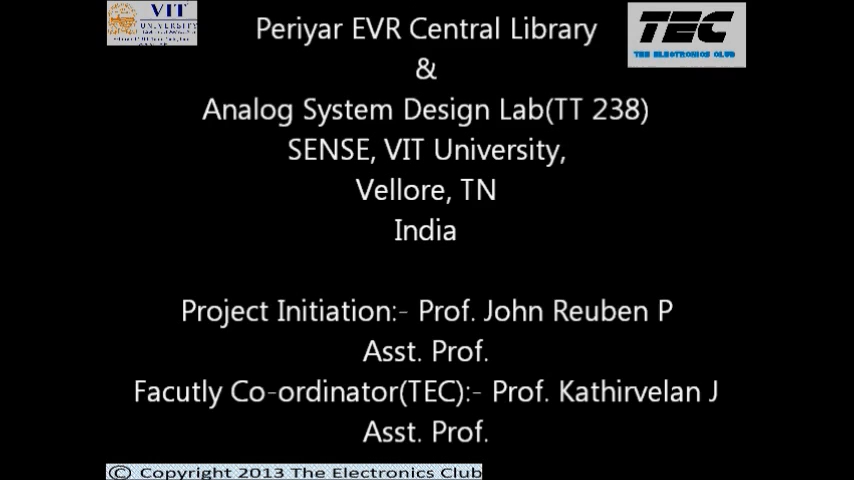 VIT
UNIVERSITY
TEC
THE ELECTRONICS CLUB
Periyar EVR Central Library
&
Analog System Design Lab(TT 238)
SENSE, VIT University,
Vellore, TN
India
Project Initiation:- Prof. John Reuben P
Asst. Prof.
Facutly Co-ordinator(TEC):- Prof. Kathirvelan J
Asst. Prof.
© Copyright 2013 The Electronics Club